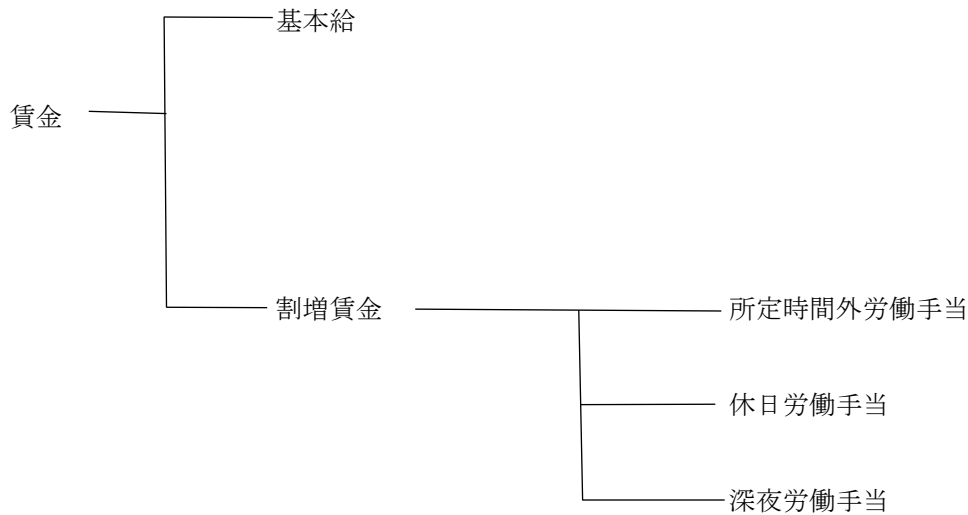 基本給
賃金
割増賃金
所定時間外労働手当
休日労働手当
深夜労働手当